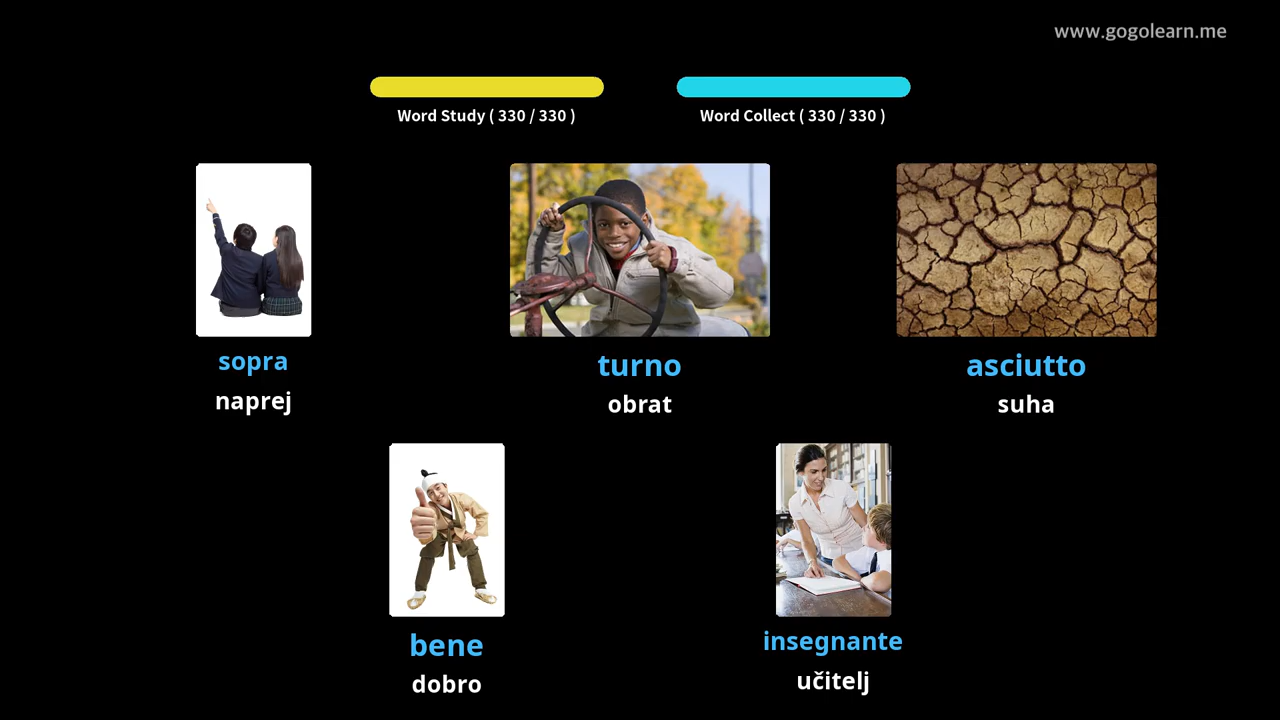 www.gogolearn.me
Word Study ( 330 / 330 )
Word Collect ( 330 / 330 )
sopra
naprej
turno
obrat
asciutto
suha
bene
dobro
insegnante
učitelj